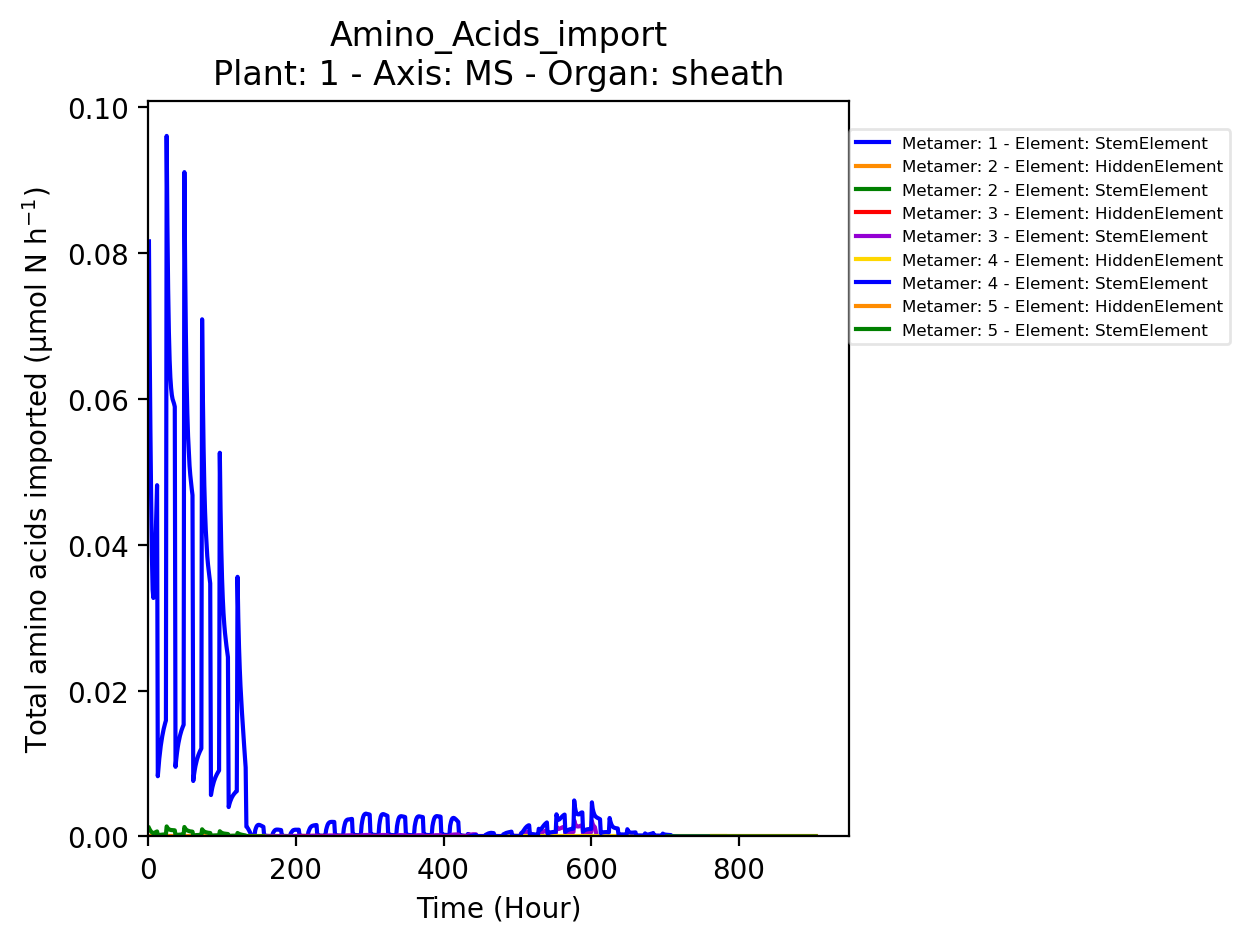 Amino_Acids_import
Plant: 1 - Axis: MS - Organ: sheath
Total amino acids imported (µmol N h⁻¹)
0.10
0.08
0.06
0.04
0.02
0.00
0
200
400
600
800
Time (Hour)
Metamer: 1 - Element: StemElement
Metamer: 2 - Element: HiddenElement
Metamer: 2 - Element: StemElement
Metamer: 3 - Element: HiddenElement
Metamer: 3 - Element: StemElement
Metamer: 4 - Element: HiddenElement
Metamer: 4 - Element: StemElement
Metamer: 5 - Element: HiddenElement
Metamer: 5 - Element: StemElement